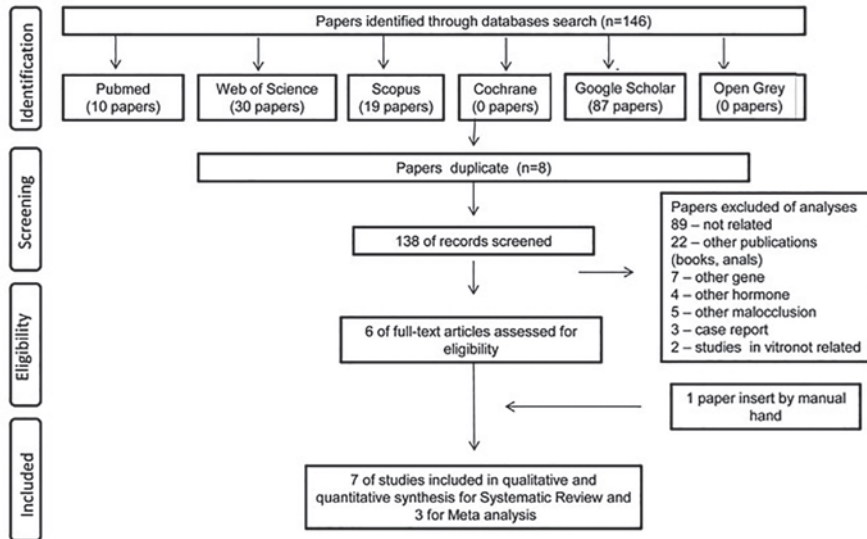 Identification
Papers identified through databases search (n=146)
Pubmed
(10 papers)
Web of Science
(30 papers)
Scopus
(19 papers)
Cochrane
(0 papers)
Google Scholar
(87 papers)
Open Grey
(0 papers)
Screening
Papers duplicate (n=8)
138 of records screened
Papers excluded of analyses
89 – not related
22 – other publications
(books, anals)
7 – other gene
4 – other hormone
5 – other malocclusion
3 – case report
2 – studies in vitronot related
Eligibility
6 of full-text articles assessed for
eligibility
1 paper insert by manual
hand
Included
7 of studies included in qualitative and
quantitative synthesis for Systematic Review and
3 for Meta analysis